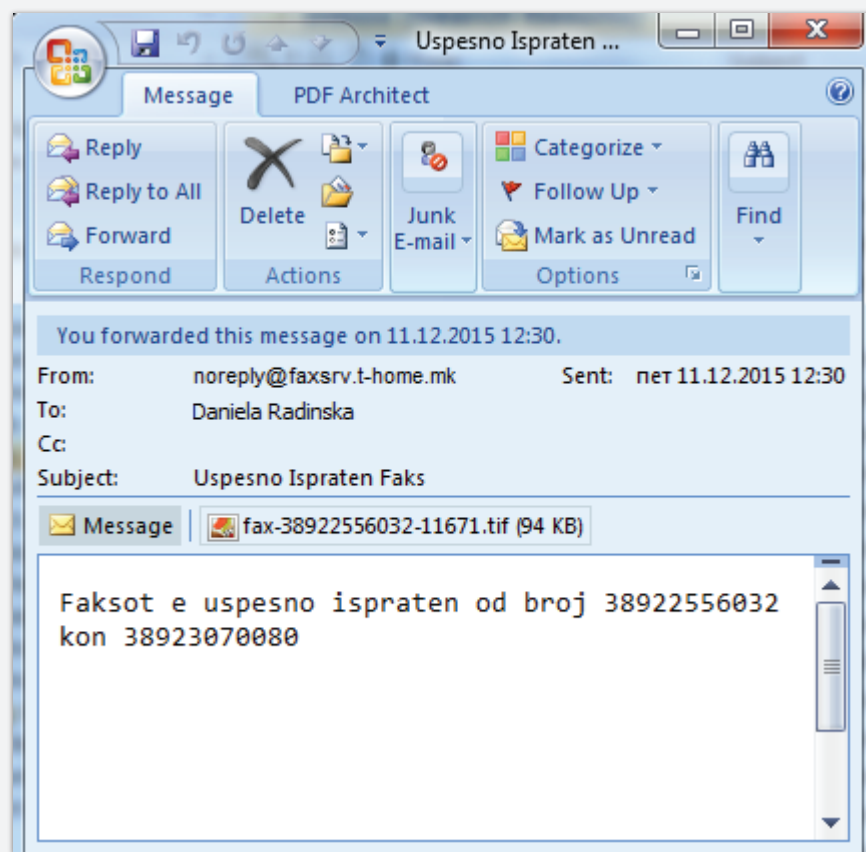 Uspesno Ispraten ...
Message PDF Architect
Reply
Reply to All
Forward
Respond
Delete
Actions
Junk
E-mail
Categorize
Follow Up
Mark as Unread
Options
Find
You forwarded this message on 11.12.2015 12:30.
From: noreply@faxsrv.t-home.mk Sent: пет 11.12.2015 12:30
To: Daniela Radinska
Cc:
Subject: Uspesno Ispraten Faks
Message fax-38922556032-11671.tif (94 KB)
Faksot e uspesno ispraten od broj 38922556032
kon 38923070080